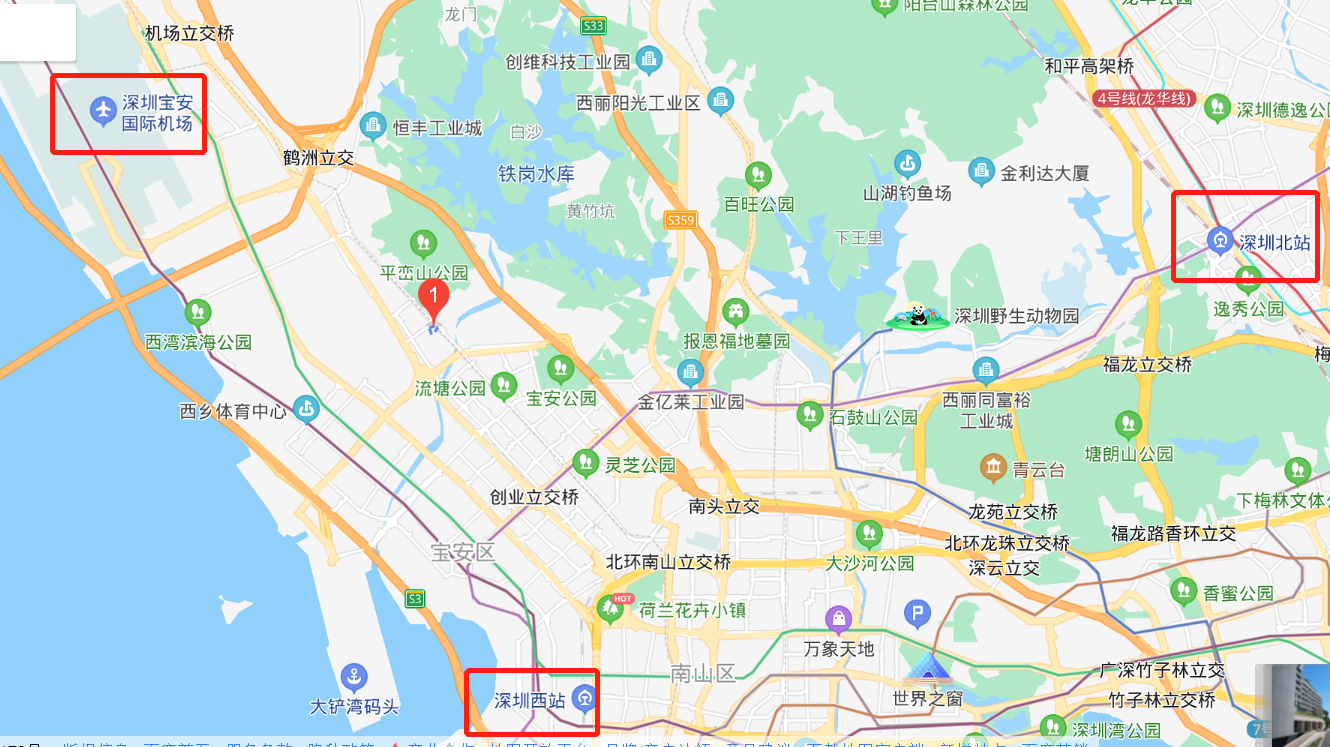 龙门
S33
阳台山森林公园
机场立交桥
创维科技工业园
和平高架桥
4号线(龙华线)
深圳宝安
国际机场
西丽阳光工业区
恒丰工业城
白沙
鹤洲立交
铁岗水库
山湖钓鱼场
金利达大厦
百旺公园
黄竹坑
S359
下王里
深圳北站
平峦山公园
1
逸秀公园
深圳野生动物园
西湾滨海公园
报恩福地墓园
福龙立交桥
流塘公园
宝安公园
金亿莱工业园
西丽同富裕
工业城
西乡体育中心
石鼓山公园
塘朗山公园
灵芝公园
青云台
创业立交桥
南头立交
龙苑立交桥
宝安区
北环南山立交桥
大沙河公园
北环龙珠立交桥
深云立交
福龙路香环立交
S3
HOT
荷兰花卉小镇
香蜜公园
P
万象天地
南山区
广深竹子林立交
深圳西站
世界之窗
竹子林立交桥
大铲湾码头
深圳湾公园